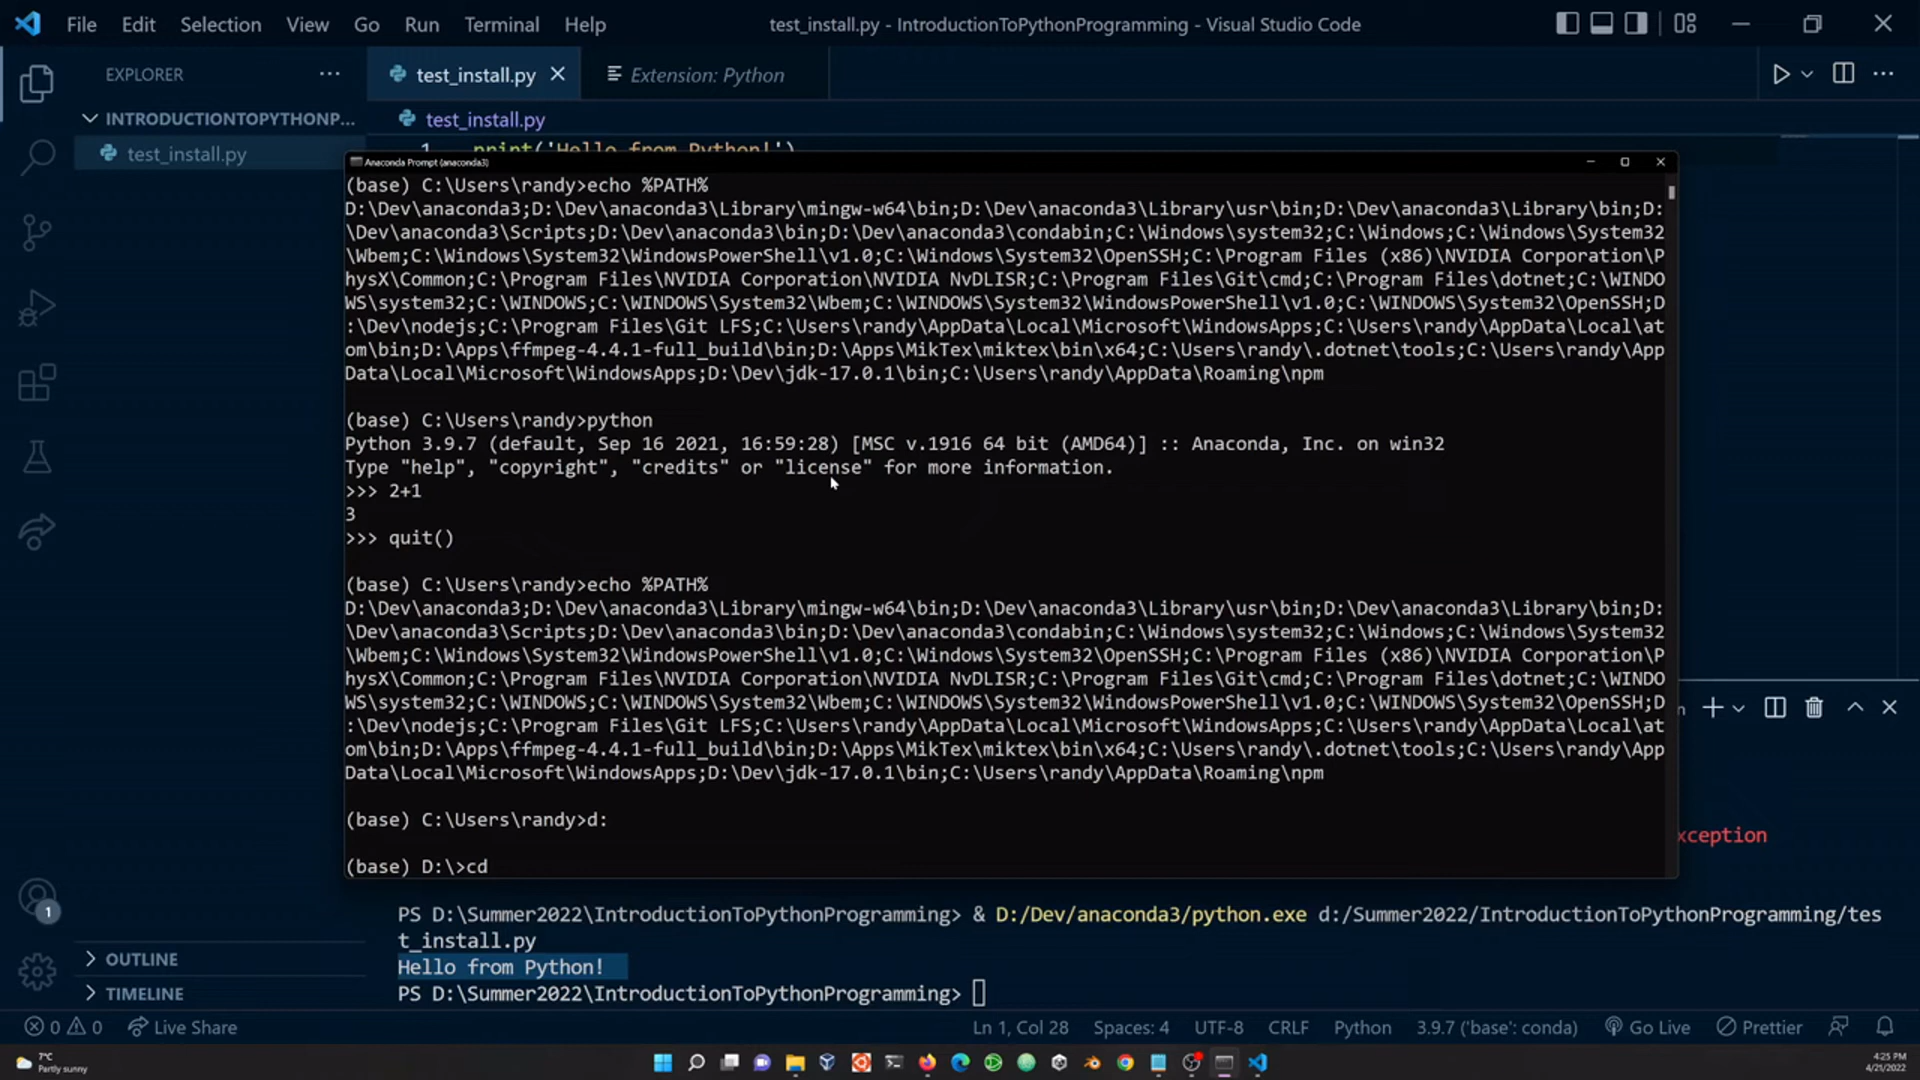 File Edit Selection View Go Run Terminal Help
test_install.py - IntroductionToPythonProgramming - Visual Studio Code
EXPLORER
test_install.py
Extension: Python
INTRODUCTIONTOPYTHONP...
test_install.py
test_install.py
1 print('Hello from Python!')
Anaconda Prompt (anaconda3)
(base) C:\Users\randy>echo %PATH%
D:\Dev\anaconda3;D:\Dev\anaconda3\Library\mingw-w64\bin;D:\Dev\anaconda3\Library\usr\bin;D:\Dev\anaconda3\Library\bin;D:
\Dev\anaconda3\Scripts;D:\Dev\anaconda3\bin;D:\Dev\anaconda3\condabin;C:\Windows\system32;C:\Windows;C:\Windows\System32
\Wbem;C:\Windows\System32\WindowsPowerShell\v1.0;C:\Windows\System32\OpenSSH;C:\Program Files (x86)\NVIDIA Corporation\P
hysX\Common;C:\Program Files\NVIDIA Corporation\NVIDIA NvDLISR;C:\Program Files\Git\cmd;C:\Program Files\dotnet;C:\WINDO
WS\system32;C:\WINDOWS;C:\WINDOWS\System32\Wbem;C:\WINDOWS\System32\WindowsPowerShell\v1.0;C:\WINDOWS\System32\OpenSSH;D
:\Dev\nodejs;C:\Program Files\Git LFS;C:\Users\randy\AppData\Local\Microsoft\WindowsApps;C:\Users\randy\AppData\Local\at
om\bin;D:\Apps\ffmpeg-4.4.1-full_build\bin;D:\Apps\MikTex\miktex\bin\x64;C:\Users\randy\.dotnet\tools;C:\Users\randy\App
Data\Local\Microsoft\WindowsApps;D:\Dev\jdk-17.0.1\bin;C:\Users\randy\AppData\Roaming\npm
(base) C:\Users\randy>python
Python 3.9.7 (default, Sep 16 2021, 16:59:28) [MSC v.1916 64 bit (AMD64)] :: Anaconda, Inc. on win32
Type "help", "copyright", "credits" or "license" for more information.
>>> 2+1
3
>>> quit()
(base) C:\Users\randy>echo %PATH%
D:\Dev\anaconda3;D:\Dev\anaconda3\Library\mingw-w64\bin;D:\Dev\anaconda3\Library\usr\bin;D:\Dev\anaconda3\Library\bin;D:
\Dev\anaconda3\Scripts;D:\Dev\anaconda3\bin;D:\Dev\anaconda3\condabin;C:\Windows\system32;C:\Windows;C:\Windows\System32
\Wbem;C:\Windows\System32\WindowsPowerShell\v1.0;C:\Windows\System32\OpenSSH;C:\Program Files (x86)\NVIDIA Corporation\P
hysX\Common;C:\Program Files\NVIDIA Corporation\NVIDIA NvDLISR;C:\Program Files\Git\cmd;C:\Program Files\dotnet;C:\WINDO
WS\system32;C:\WINDOWS;C:\WINDOWS\System32\Wbem;C:\WINDOWS\System32\WindowsPowerShell\v1.0;C:\WINDOWS\System32\OpenSSH;D
:\Dev\nodejs;C:\Program Files\Git LFS;C:\Users\randy\AppData\Local\Microsoft\WindowsApps;C:\Users\randy\AppData\Local\at
om\bin;D:\Apps\ffmpeg-4.4.1-full_build\bin;D:\Apps\MikTex\miktex\bin\x64;C:\Users\randy\.dotnet\tools;C:\Users\randy\App
Data\Local\Microsoft\WindowsApps;D:\Dev\jdk-17.0.1\bin;C:\Users\randy\AppData\Roaming\npm
(base) C:\Users\randy>d:
(base) D:\>cd
xception
PS D:\Summer2022\IntroductionToPythonProgramming> & D:/Dev/anaconda3/python.exe d:/Summer2022/IntroductionToPythonProgramming/tes
t_install.py
Hello from Python!
PS D:\Summer2022\IntroductionToPythonProgramming>
1
OUTLINE
TIMELINE
0 0 Live Share
Ln 1, Col 28 Spaces: 4 UTF-8 CRLF Python 3.9.7 ('base': conda) Go Live Prettier
7°C
Partly sunny
4:25 PM
4/21/2022